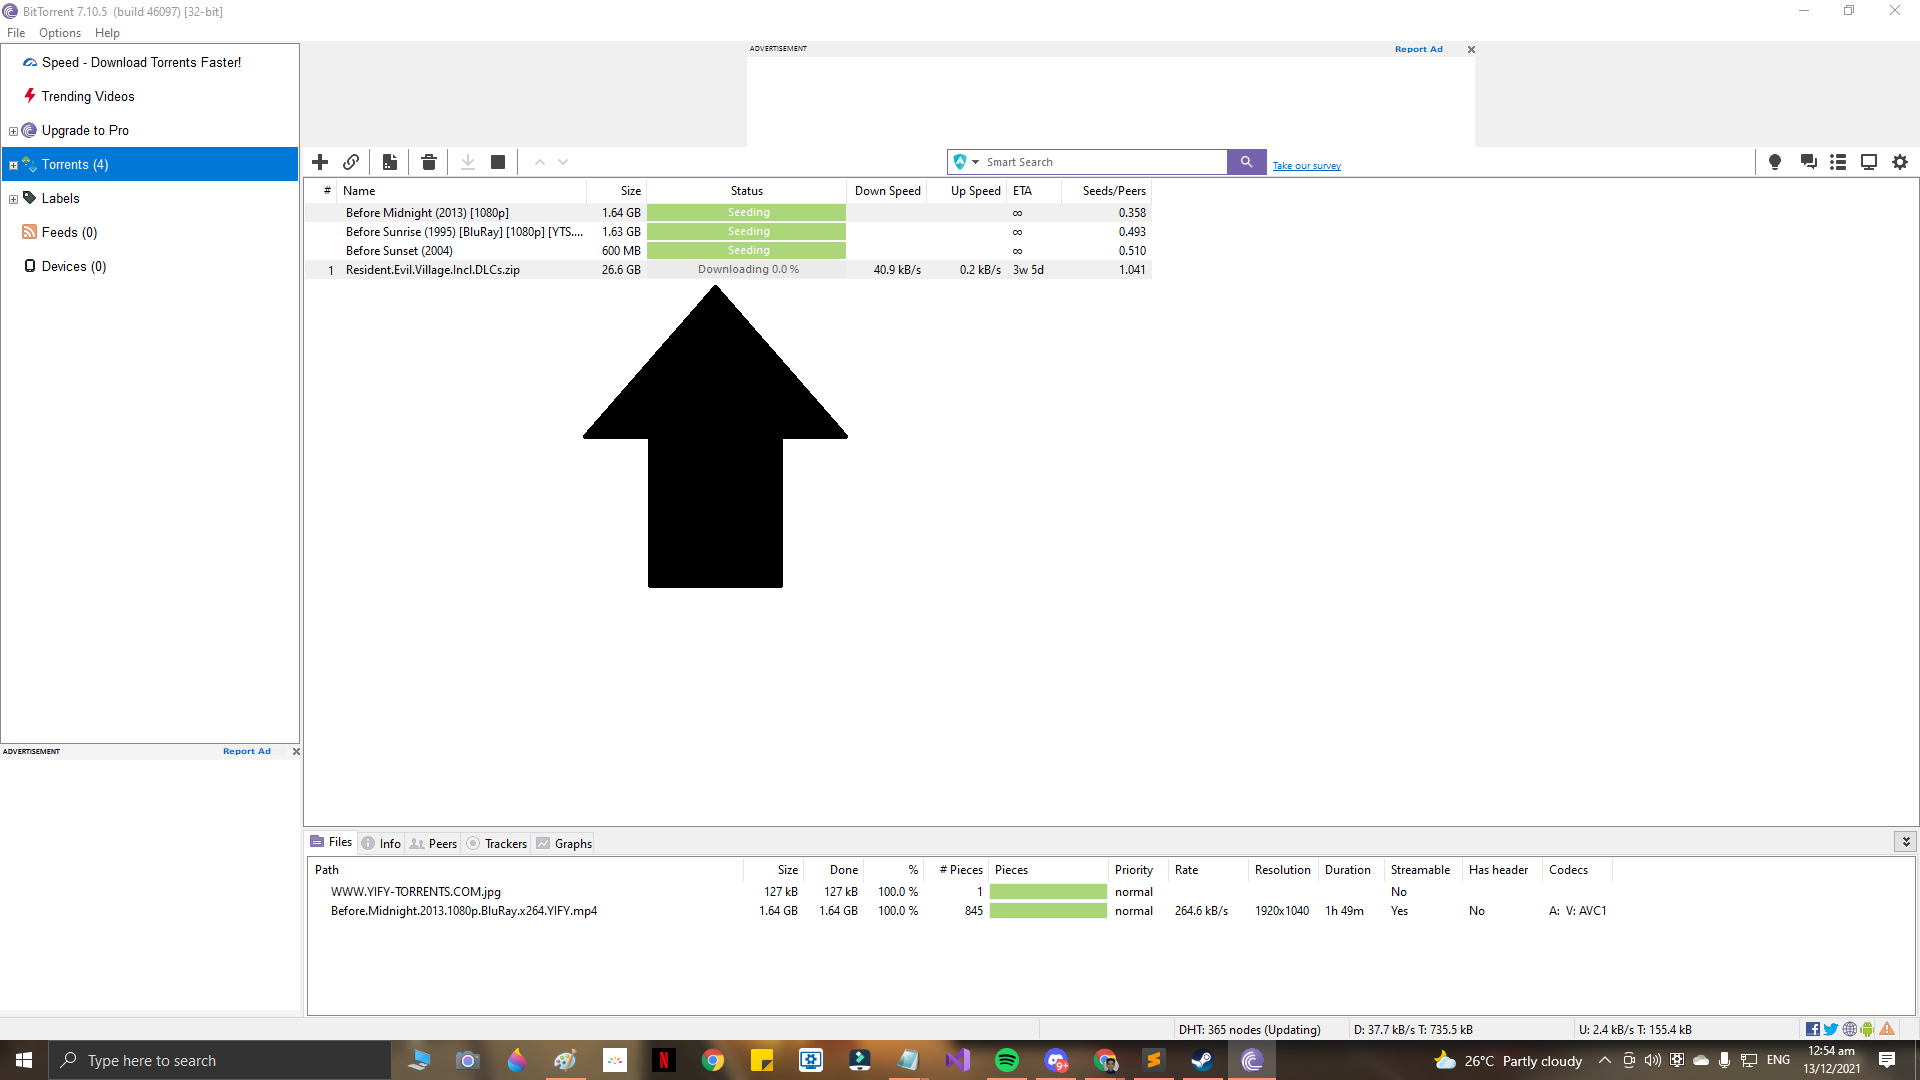 BitTorrent 7.10.5 (build 46097) [32-bit]
File Options Help
Speed - Download Torrents Faster!
Trending Videos
Upgrade to Pro
Torrents (4)
Labels
Feeds (0)
Devices (0)
ADVERTISEMENT Report Ad
ADVERTISEMENT Report Ad
Smart Search
Take our survey
# Name Size Status Down Speed Up Speed ETA Seeds/Peers
Before Midnight (2013) [1080p] 1.64 GB Seeding ∞ 0.358
Before Sunrise (1995) [BluRay] [1080p] [YTS.... 1.63 GB Seeding ∞ 0.493
Before Sunset (2004) 600 MB Seeding ∞ 0.510
1 Resident.Evil.Village.Incl.DLCs.zip 26.6 GB Downloading 0.0 % 40.9 kB/s 0.2 kB/s 3w 5d 1.041
Files Info Peers Trackers Graphs
Path Size Done % # Pieces Pieces Priority Rate Resolution Duration Streamable Has header Codecs
WWW.YIFY-TORRENTS.COM.jpg 127 kB 127 kB 100.0 % 1 normal No
Before.Midnight.2013.1080p.BluRay.x264.YIFY.mp4 1.64 GB 1.64 GB 100.0 % 845 normal 264.6 kB/s 1920x1040 1h 49m Yes No A: V: AVC1
DHT: 365 nodes (Updating) D: 37.7 kB/s T: 735.5 kB U: 2.4 kB/s T: 155.4 kB
Type here to search
N
9+
26°C Partly cloudy
ENG
12:54 am
13/12/2021